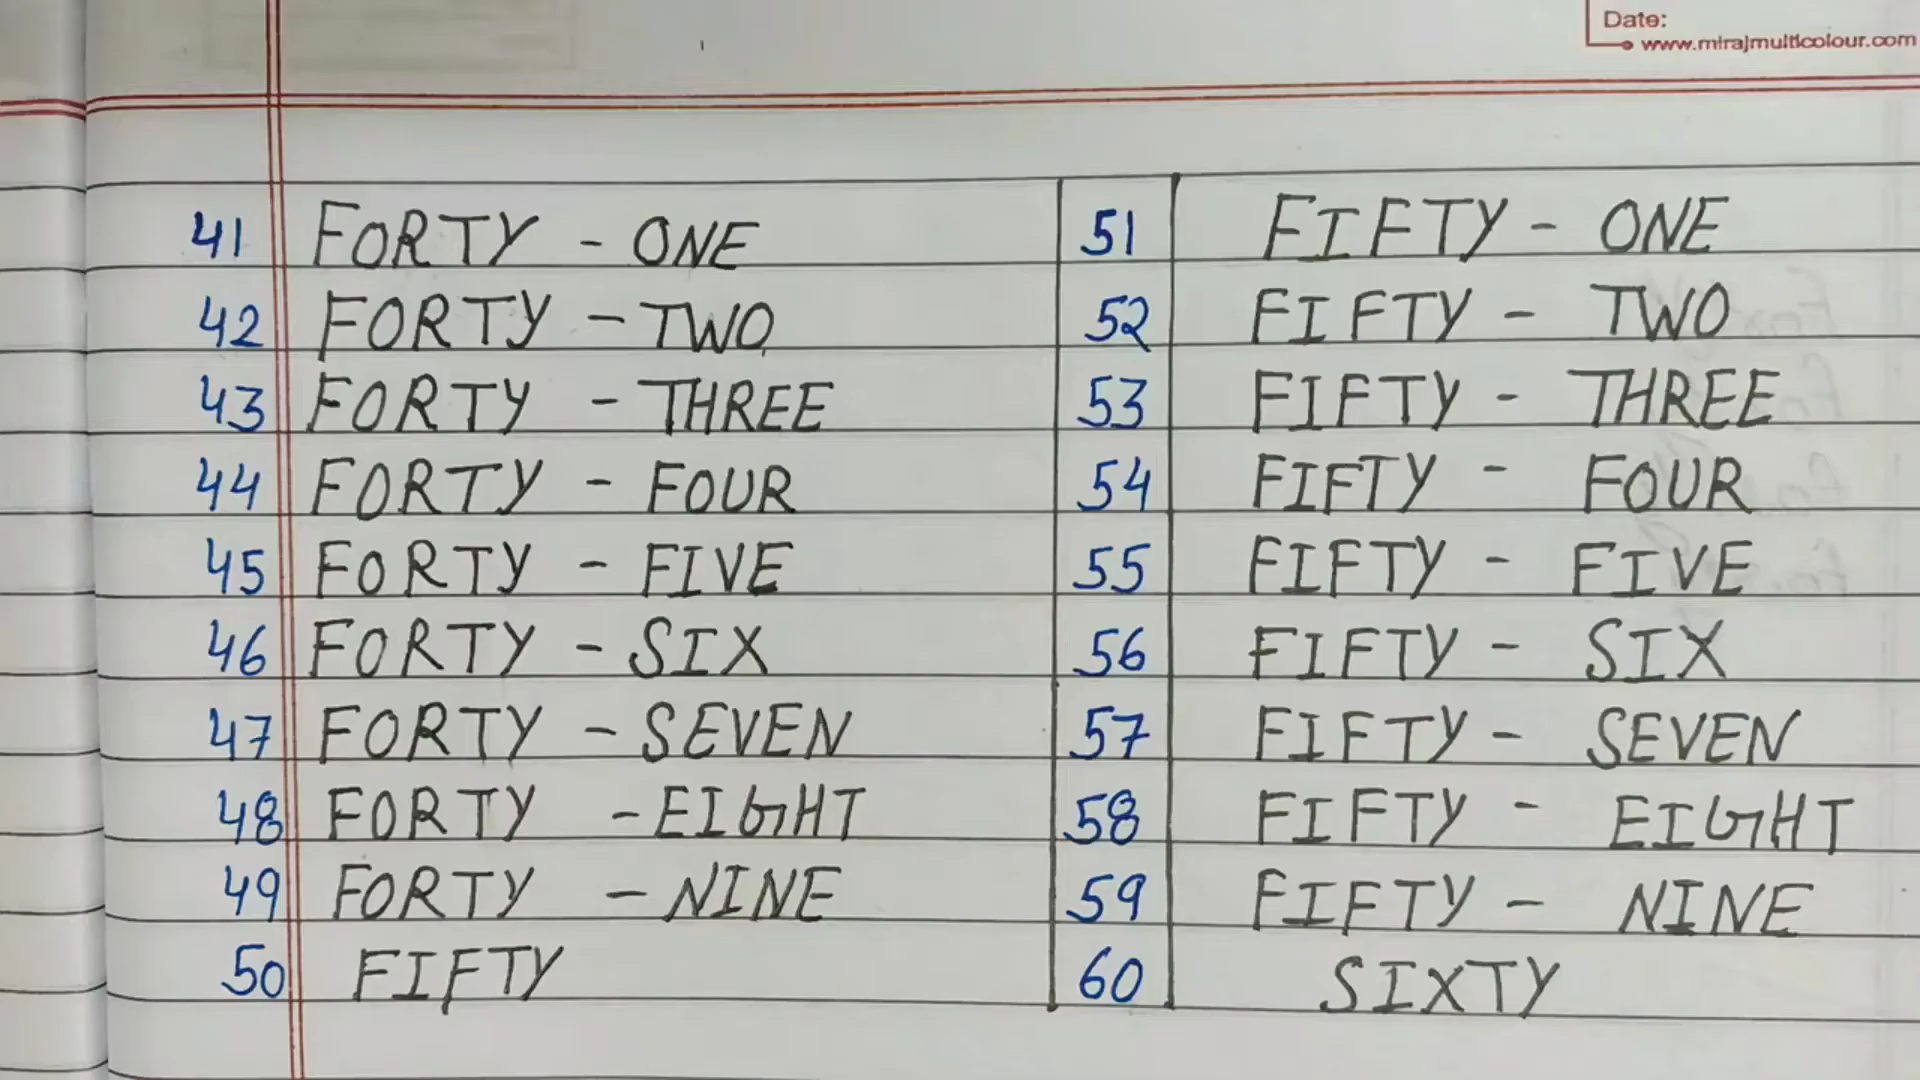 Date:
www.mirajmulticolour.com
41 FORTY - ONE 51 FIFTY - ONE
42 FORTY - TWO 52 FIFTY - TWO
43 FORTY - THREE 53 FIFTY - THREE
44 FORTY - FOUR 54 FIFTY - FOUR
45 FORTY - FIVE 55 FIFTY - FIVE
46 FORTY - SIX 56 FIFTY - SIX
47 FORTY - SEVEN 57 FIFTY - SEVEN
48 FORTY - EIGHT 58 FIFTY - EIGHT
49 FORTY - NINE 59 FIFTY - NINE
50 FIFTY 60 SIXTY